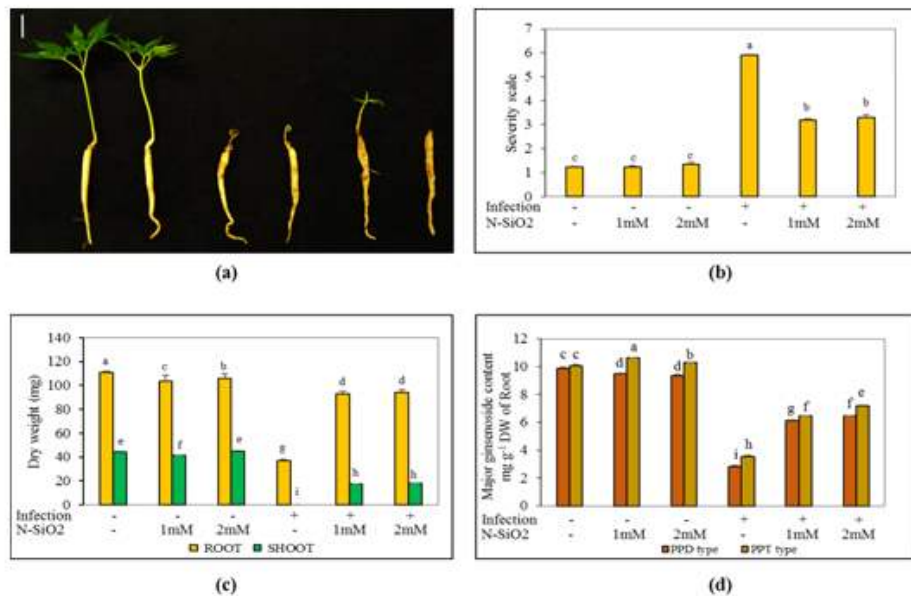 (a)
Severity scale
7
6
5
4
3
2
1
0
c c e a b b
Infection - - - + + +
N-SiO2 - 1mM 2mM - 1mM 2mM
(b)
Dry weight (mg)
140
120
100
80
60
40
20
0
a e c f b e g i d h d h
Infection - - - + + +
N-SiO2 - 1mM 2mM - 1mM 2mM
ROOT SHOOT
(c)
Major ginsenoside content
mg g⁻¹ DW of Root
12
10
8
6
4
2
0
c c d a d b i h g f f e
Infection - - - + + +
N-SiO2 - 1mM 2mM - 1mM 2mM
PPD type PPT type
(d)